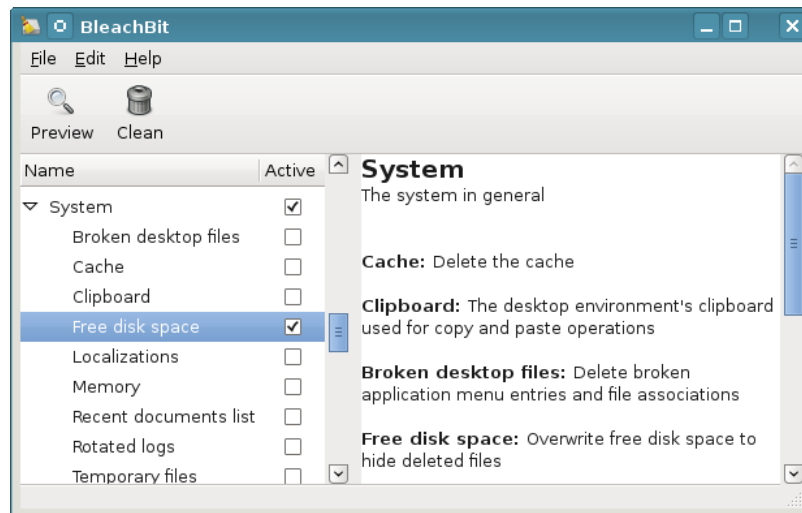 BleachBit
File Edit Help
Preview Clean
Name Active
System
Broken desktop files
Cache
Clipboard
Free disk space
Localizations
Memory
Recent documents list
Rotated logs
Temporary files
System
The system in general
Cache: Delete the cache
Clipboard: The desktop environment's clipboard
used for copy and paste operations
Broken desktop files: Delete broken
application menu entries and file associations
Free disk space: Overwrite free disk space to
hide deleted files